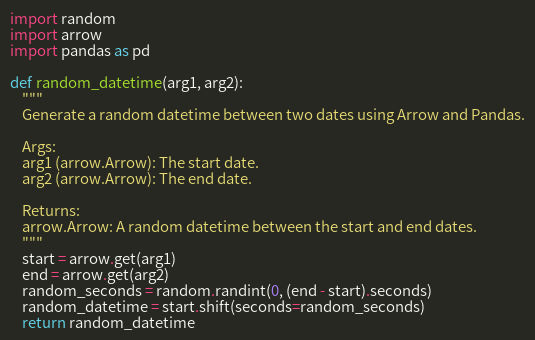 import random
import arrow
import pandas as pd
def random_datetime(arg1, arg2):
"""
Generate a random datetime between two dates using Arrow and Pandas.
Args:
arg1 (arrow.Arrow): The start date.
arg2 (arrow.Arrow): The end date.
Returns:
arrow.Arrow: A random datetime between the start and end dates.
"""
start = arrow.get(arg1)
end = arrow.get(arg2)
random_seconds = random.randint(0, (end - start).seconds)
random_datetime = start.shift(seconds=random_seconds)
return random_datetime